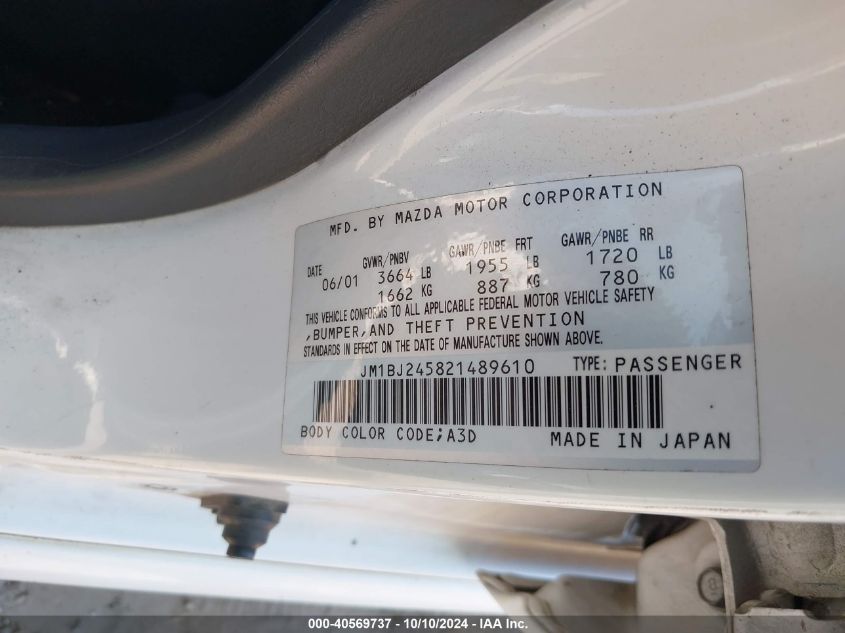 MFD. BY MAZDA MOTOR CORPORATION
DATE GVWR/PNBV GAWR/PNBE FRT GAWR/PNBE RR
06/01 3664 LB 1955 LB 1720 LB
1662 KG 887 KG 780 KG
THIS VEHICLE CONFORMS TO ALL APPLICABLE FEDERAL MOTOR VEHICLE SAFETY
,BUMPER,AND THEFT PREVENTION
STANDARDS IN EFFECT ON THE DATE OF MANUFACTURE SHOWN ABOVE.
JM1BJ245821489610 TYPE: PASSENGER
BODY COLOR CODE;A3D MADE IN JAPAN
000-40569737 - 10/10/2024 - IAA Inc.